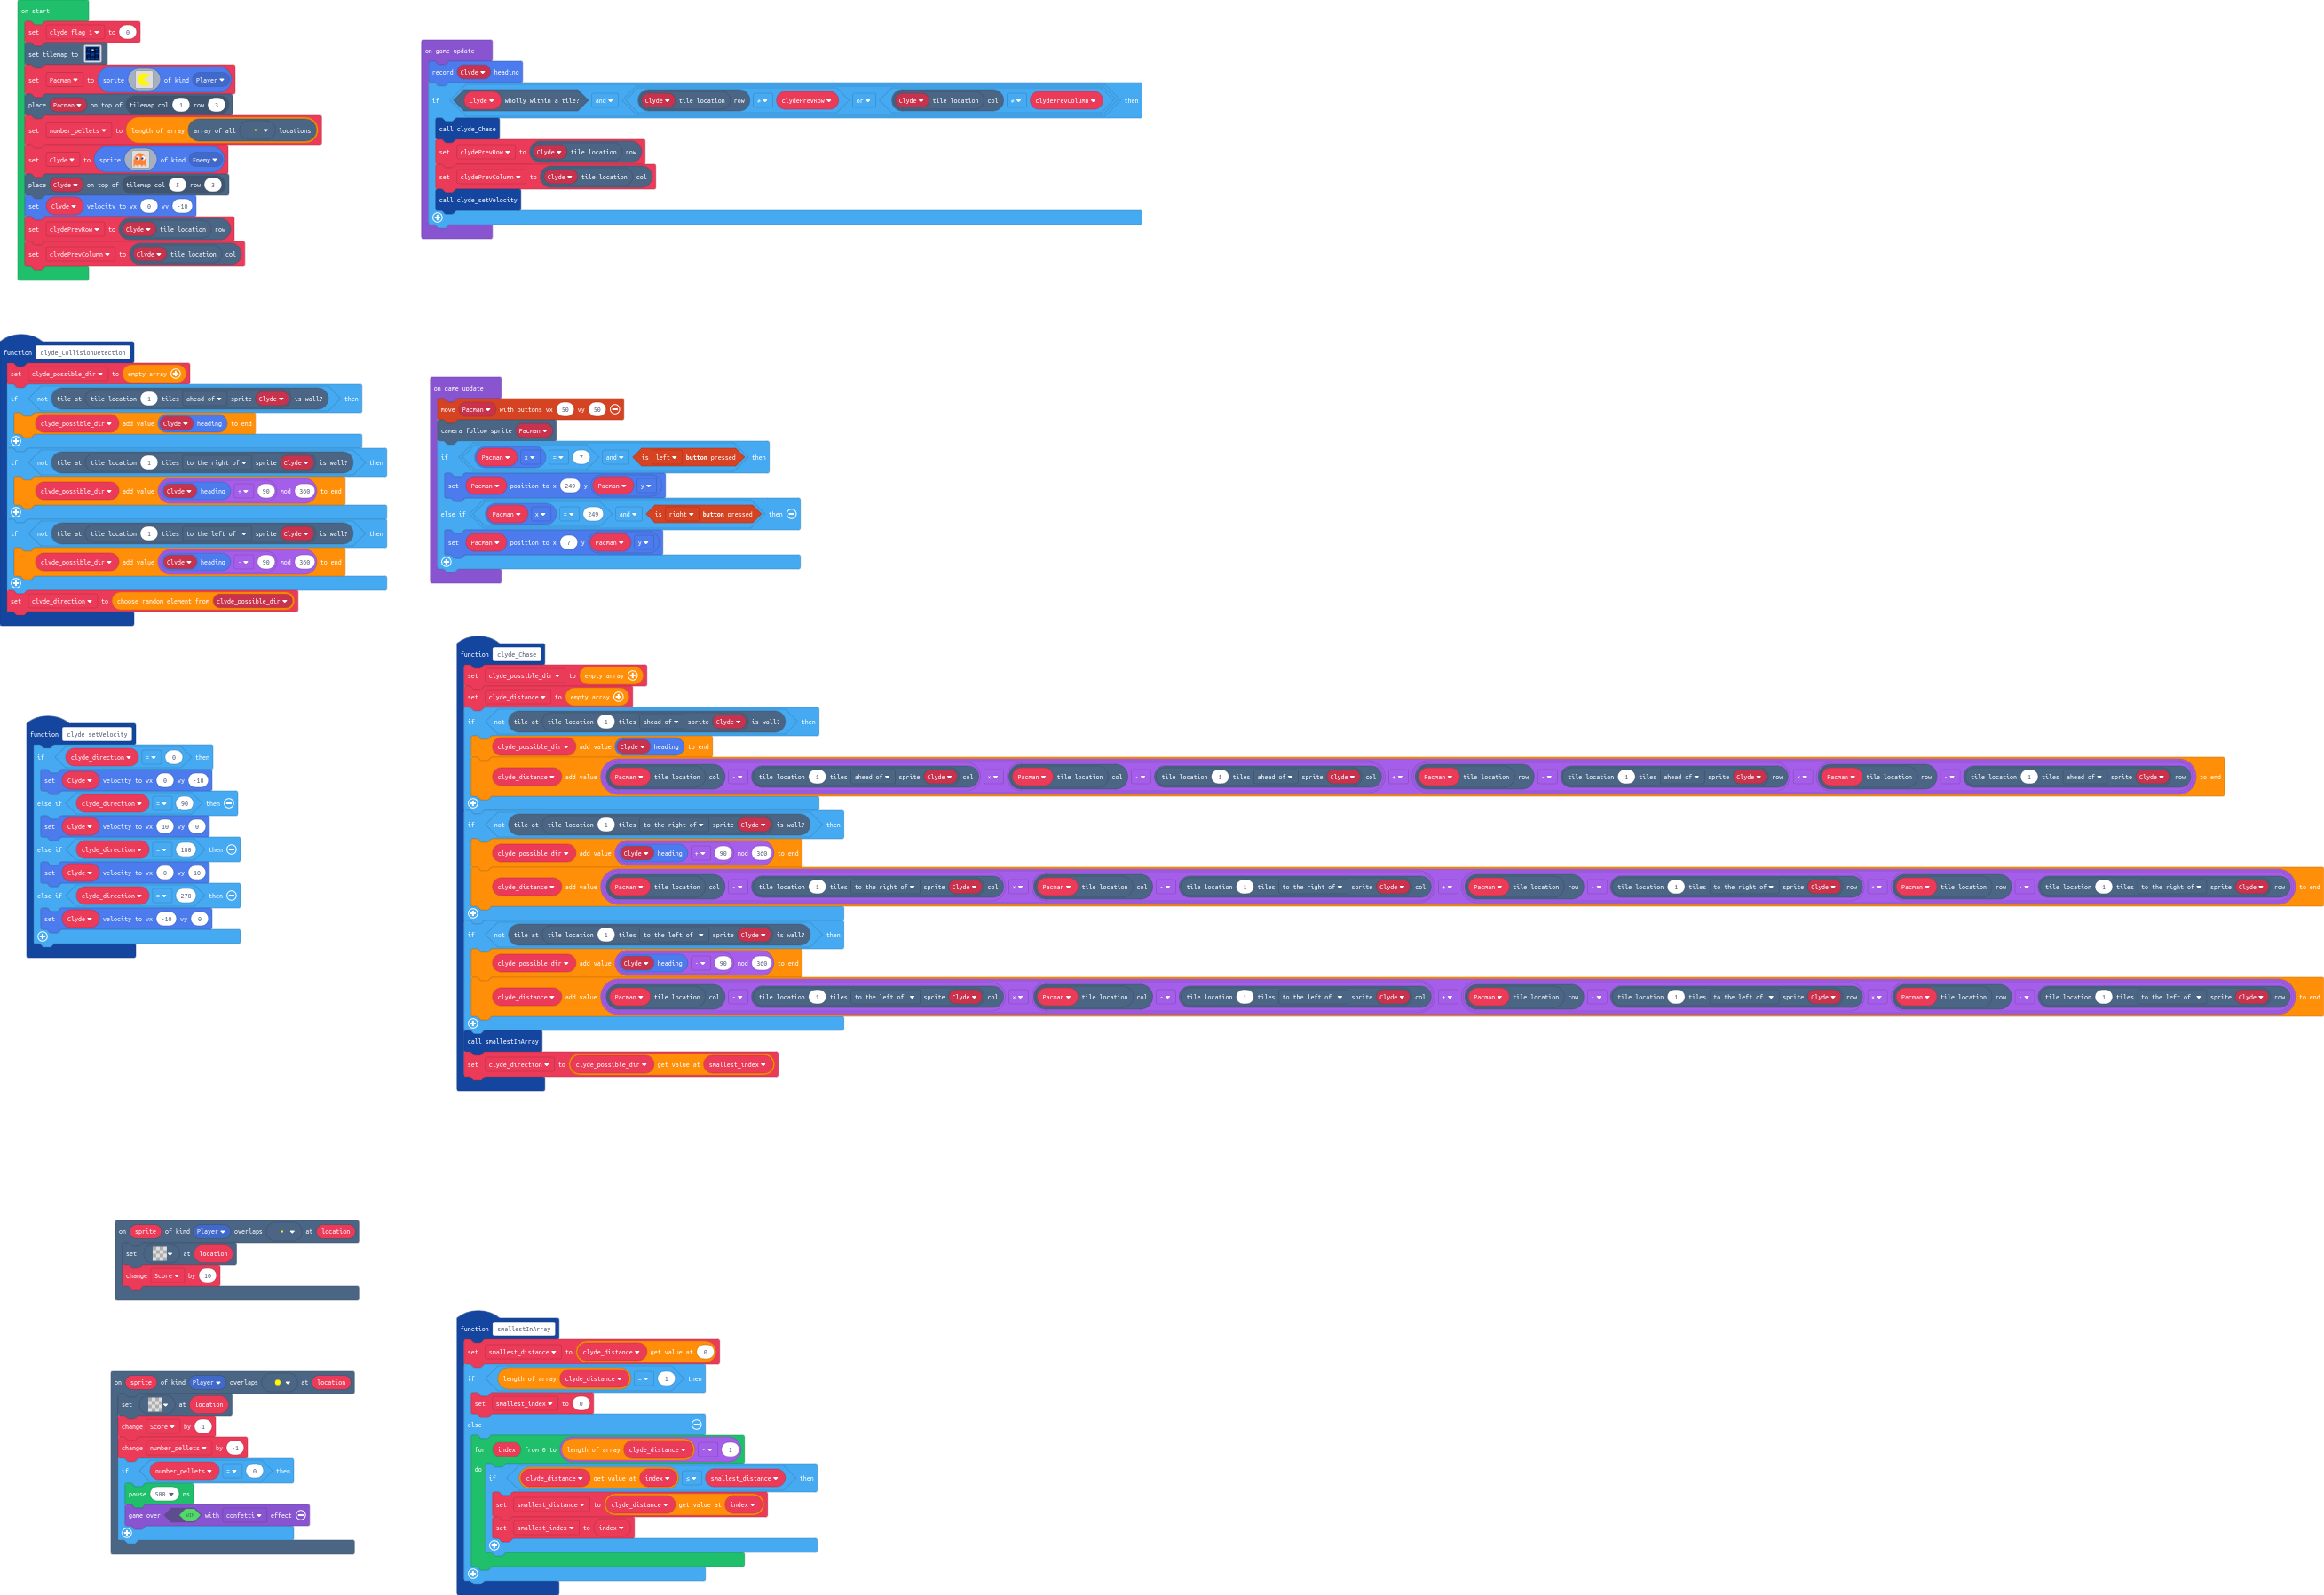 on start
set clyde_flag_1 to 0
set tilemap to
set Pacman to sprite of kind Player
place Pacman on top of tilemap col 1 row 3
set number_pellets to length of array array of all locations
set Clyde to sprite of kind Enemy
place Clyde on top of tilemap col 5 row 3
set Clyde velocity to vx 0 vy -10
set clydePrevRow to Clyde tile location row
set clydePrevColumn to Clyde tile location col
on game update
record Clyde heading
if Clyde wholly within a tile? and Clyde tile location row ≠ clydePrevRow or Clyde tile location col ≠ clydePrevColumn then
call clyde_Chase
set clydePrevRow to Clyde tile location row
set clydePrevColumn to Clyde tile location col
call clyde_setVelocity
function clyde_CollisionDetection
set clyde_possible_dir to empty array
if not tile at tile location 1 tiles ahead of sprite Clyde is wall? then
clyde_possible_dir add value Clyde heading to end
if not tile at tile location 1 tiles to the right of sprite Clyde is wall? then
clyde_possible_dir add value Clyde heading + 90 mod 360 to end
if not tile at tile location 1 tiles to the left of sprite Clyde is wall? then
clyde_possible_dir add value Clyde heading - 90 mod 360 to end
set clyde_direction to choose random element from clyde_possible_dir
on game update
move Pacman with buttons vx 50 vy 50
camera follow sprite Pacman
if Pacman x = 7 and is left button pressed then
set Pacman position to x 249 y Pacman y
else if Pacman x = 249 and is right button pressed then
set Pacman position to x 7 y Pacman y
function clyde_setVelocity
if clyde_direction = 0 then
set Clyde velocity to vx 0 vy -10
else if clyde_direction = 90 then
set Clyde velocity to vx 10 vy 0
else if clyde_direction = 180 then
set Clyde velocity to vx 0 vy 10
else if clyde_direction = 270 then
set Clyde velocity to vx -10 vy 0
function clyde_Chase
set clyde_possible_dir to empty array
set clyde_distance to empty array
if not tile at tile location 1 tiles ahead of sprite Clyde is wall? then
clyde_possible_dir add value Clyde heading to end
clyde_distance add value Pacman tile location col - tile location 1 tiles ahead of sprite Clyde col × Pacman tile location col - tile location 1 tiles ahead of sprite Clyde col + Pacman tile location row - tile location 1 tiles ahead of sprite Clyde row × Pacman tile location row - tile location 1 tiles ahead of sprite Clyde row to end
if not tile at tile location 1 tiles to the right of sprite Clyde is wall? then
clyde_possible_dir add value Clyde heading + 90 mod 360 to end
clyde_distance add value Pacman tile location col - tile location 1 tiles to the right of sprite Clyde col × Pacman tile location col - tile location 1 tiles to the right of sprite Clyde col + Pacman tile location row - tile location 1 tiles to the right of sprite Clyde row × Pacman tile location row - tile location 1 tiles to the right of sprite Clyde row to end
if not tile at tile location 1 tiles to the left of sprite Clyde is wall? then
clyde_possible_dir add value Clyde heading - 90 mod 360 to end
clyde_distance add value Pacman tile location col - tile location 1 tiles to the left of sprite Clyde col × Pacman tile location col - tile location 1 tiles to the left of sprite Clyde col + Pacman tile location row - tile location 1 tiles to the left of sprite Clyde row × Pacman tile location row - tile location 1 tiles to the left of sprite Clyde row to end
call smallestInArray
set clyde_direction to clyde_possible_dir get value at smallest_index
on sprite of kind Player overlaps at location
set at location
change Score by 10
on sprite of kind Player overlaps at location
set at location
change Score by 1
change number_pellets by -1
if number_pellets = 0 then
pause 500 ms
game over WIN with confetti effect
function smallestInArray
set smallest_distance to clyde_distance get value at 0
if length of array clyde_distance = 1 then
set smallest_index to 0
else
for index from 0 to length of array clyde_distance - 1
do
if clyde_distance get value at index ≤ smallest_distance then
set smallest_distance to clyde_distance get value at index
set smallest_index to index